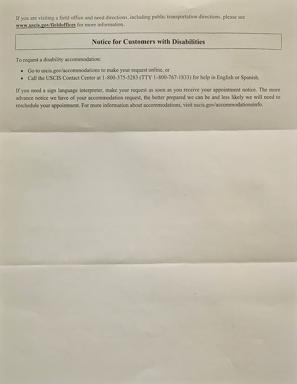 If you are visiting a field office and need directions, including public transportation directions, please see
www.uscis.gov/fieldoffices for more information.
Notice for Customers with Disabilities
To request a disability accommodation:
• Go to uscis.gov/accommodations to make your request online, or
• Call the USCIS Contact Center at 1-800-375-5283 (TTY 1-800-767-1833) for help in English or Spanish.
If you need a sign language interpreter, make your request as soon as you receive your appointment notice. The more
advance notice we have of your accommodation request, the better prepared we can be and less likely we will need to
reschedule your appointment. For more information about accommodations, visit uscis.gov/accommodationsinfo.